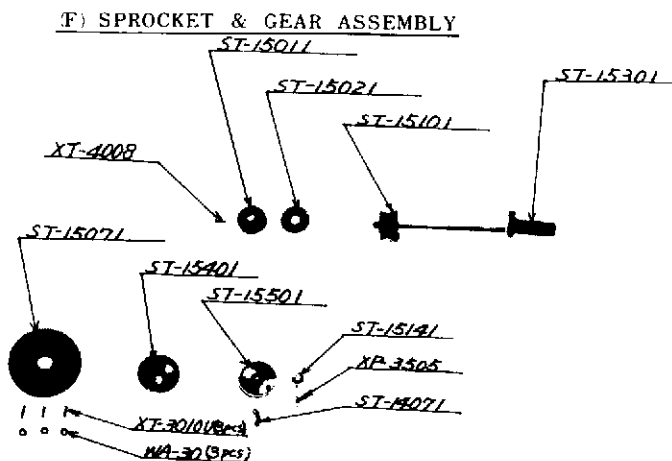 (F) SPROCKET & GEAR ASSEMBLY
ST-15011
ST-15021
ST-15301
ST-15101
XT-4008
ST-15071
ST-15401
ST-15501
ST-15141
XP-3505
ST-14071
XT-3010U(3pcs)
WA-30(3pcs)